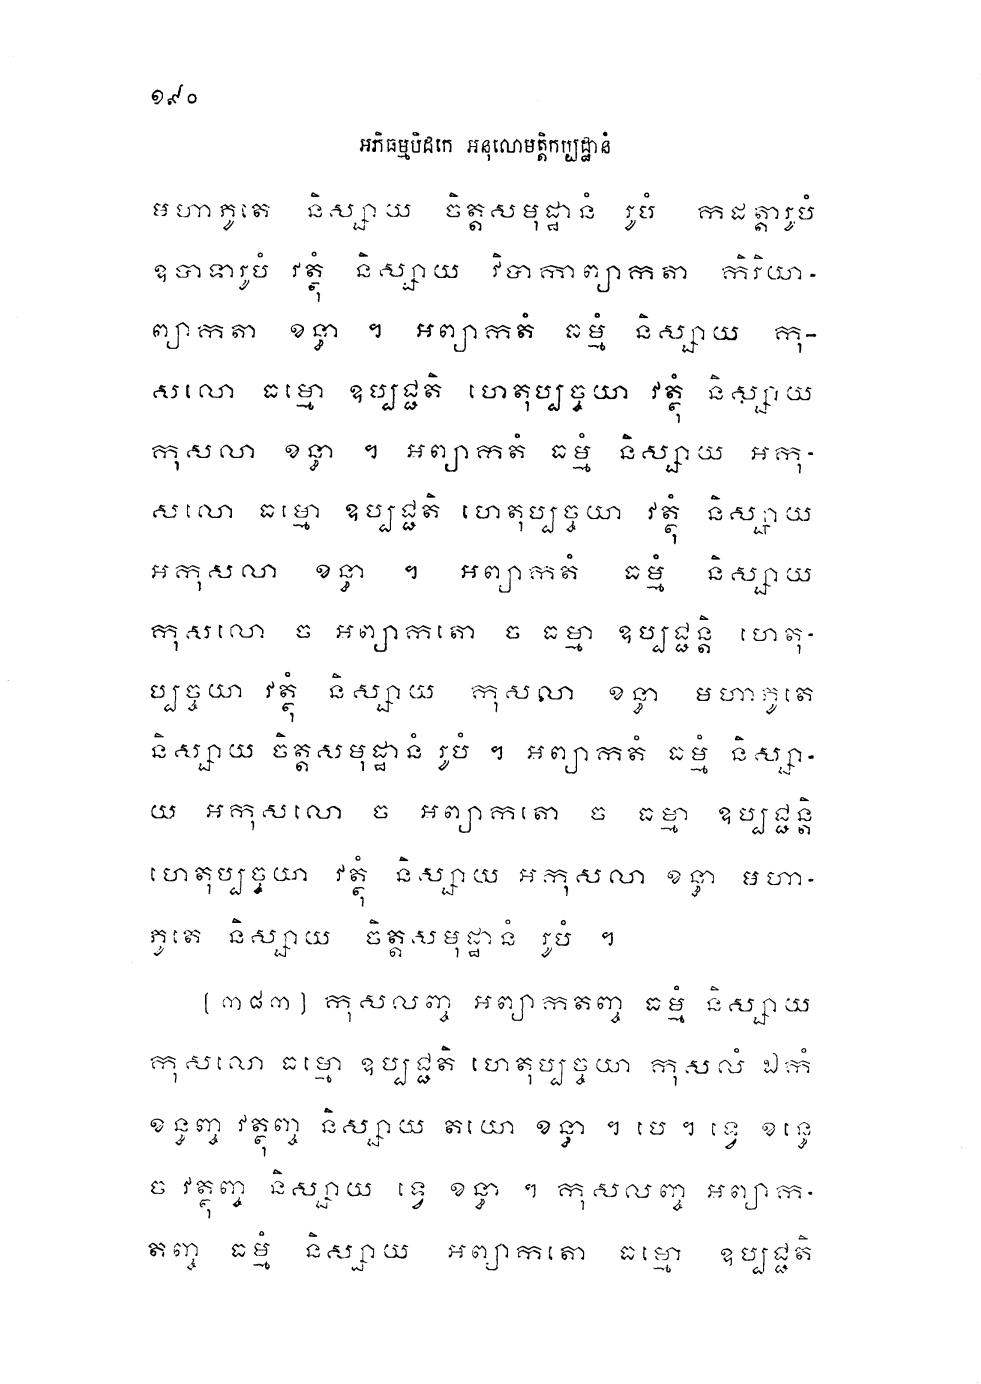 ១៩០
អភិធម្មបិដកេ អនុលោមត្តិកប្បដ្ឋានំ
មហាភូតេ និស្សាយ ចិត្តសមុដ្ឋានំ រូបំ កដត្តារូបំ
ឧបាទារូបំ វត្ថុំ និស្សាយ វិបាកាព្យាកតា កិរិយា-
ព្យាកតា ខន្ធា ។ អព្យាកតំ ធម្មំ និស្សាយ កុ-
សលោ ធម្មោ ឧប្បជ្ជតិ ហេតុប្បច្ចយា វត្ថុំ និស្សាយ
កុសលា ខន្ធា ។ អព្យាកតំ ធម្មំ និស្សាយ អកុ-
សលោ ធម្មោ ឧប្បជ្ជតិ ហេតុប្បច្ចយា វត្ថុំ និស្សាយ
អកុសលា ខន្ធា ។ អព្យាកតំ ធម្មំ និស្សាយ
កុសលោ ច អព្យាកតោ ច ធម្មា ឧប្បជ្ជន្តិ ហេតុ-
ប្បច្ចយា វត្ថុំ និស្សាយ កុសលា ខន្ធា មហាភូតេ
និស្សាយ ចិត្តសមុដ្ឋានំ រូបំ ។ អព្យាកតំ ធម្មំ និស្សា-
យ អកុសលោ ច អព្យាកតោ ច ធម្មា ឧប្បជ្ជន្តិ
ហេតុប្បច្ចយា វត្ថុំ និស្សាយ អកុសលា ខន្ធា មហា-
ភូតេ និស្សាយ ចិត្តសមុដ្ឋានំ រូបំ ។
[៣៨៣] កុសលញ្ច អព្យាកតញ្ច ធម្មំ និស្សាយ
កុសលោ ធម្មោ ឧប្បជ្ជតិ ហេតុប្បច្ចយា កុសលំ ឯកំ
ខន្ធញ្ច វត្ថុញ្ច និស្សាយ តយោ ខន្ធា ។ បេ ។ ទ្វេ ខន្ធេ
ច វត្ថុញ្ច និស្សាយ ទ្វេ ខន្ធា ។ កុសលញ្ច អព្យាក-
តញ្ច ធម្មំ និស្សាយ អព្យាកតោ ធម្មោ ឧប្បជ្ជតិ